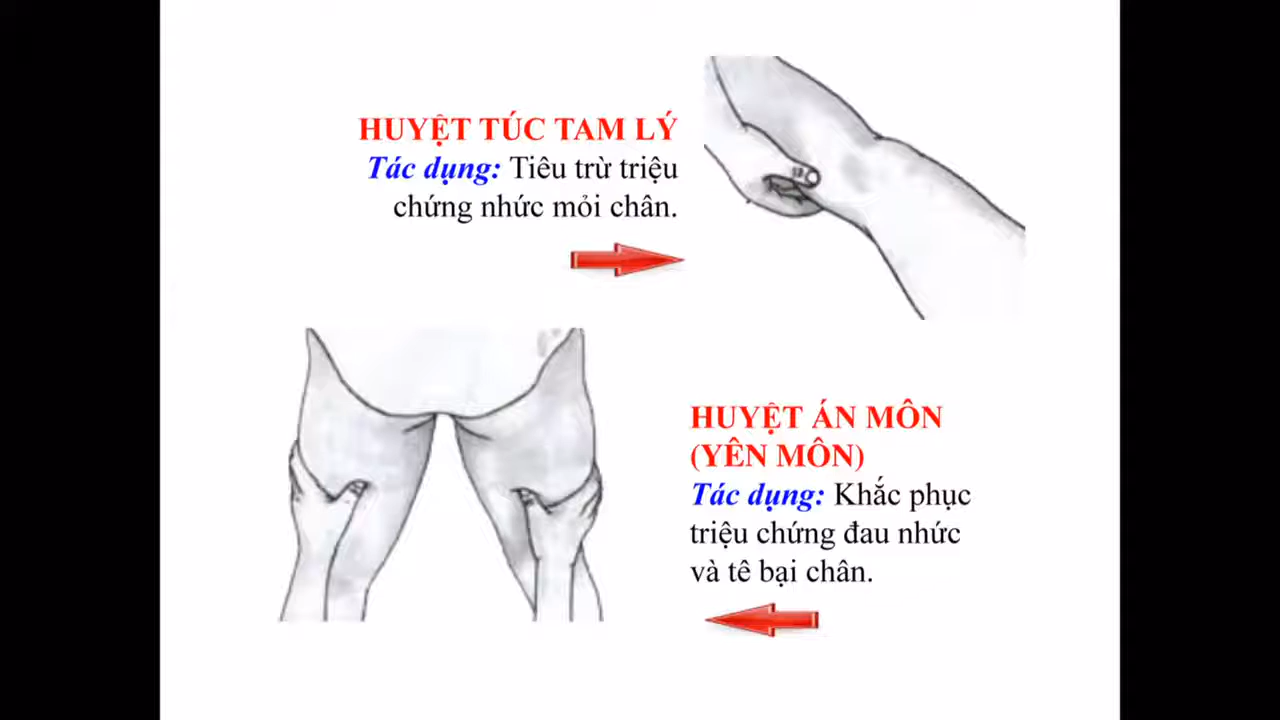 HUYỆT TÚC TAM LÝ
Tác dụng: Tiêu trừ triệu
chứng nhức mỏi chân.
HUYỆT ÁN MÔN
(YÊN MÔN)
Tác dụng: Khắc phục
triệu chứng đau nhức
và tê bại chân.